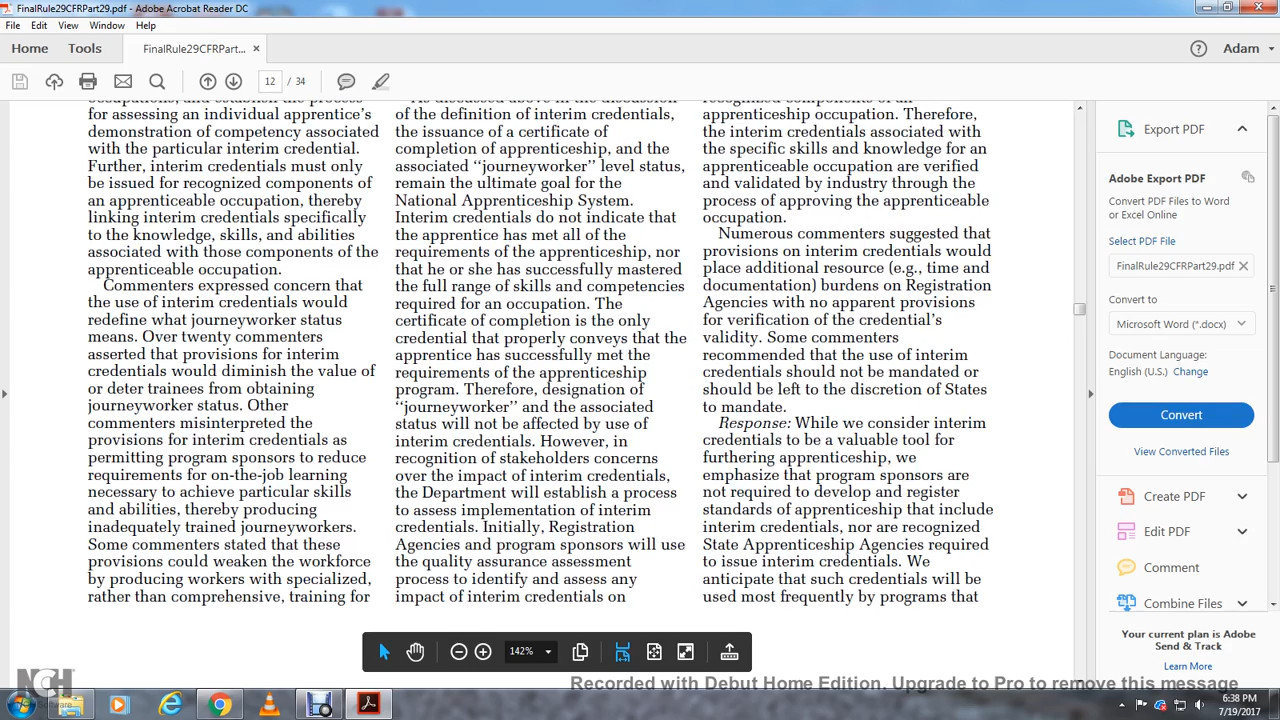 FinalRule29CFRPart29.pdf - Adobe Acrobat Reader DC
File Edit View Window Help
Home Tools FinalRule29CFRPart... × Adam
12 / 34
occupations, and establish the process
for assessing an individual apprentice's
demonstration of competency associated
with the particular interim credential.
Further, interim credentials must only
be issued for recognized components of
an apprenticeable occupation, thereby
linking interim credentials specifically
to the knowledge, skills, and abilities
associated with those components of the
apprenticeable occupation.
Commenters expressed concern that
the use of interim credentials would
redefine what journeyworker status
means. Over twenty commenters
asserted that provisions for interim
credentials would diminish the value of
or deter trainees from obtaining
journeyworker status. Other
commenters misinterpreted the
provisions for interim credentials as
permitting program sponsors to reduce
requirements for on-the-job learning
necessary to achieve particular skills
and abilities, thereby producing
inadequately trained journeyworkers.
Some commenters stated that these
provisions could weaken the workforce
by producing workers with specialized,
rather than comprehensive, training for
As discussed above in the discussion
of the definition of interim credentials,
the issuance of a certificate of
completion of apprenticeship, and the
associated ‘‘journeyworker’’ level status,
remain the ultimate goal for the
National Apprenticeship System.
Interim credentials do not indicate that
the apprentice has met all of the
requirements of the apprenticeship, nor
that he or she has successfully mastered
the full range of skills and competencies
required for an occupation. The
certificate of completion is the only
credential that properly conveys that the
apprentice has successfully met the
requirements of the apprenticeship
program. Therefore, designation of
‘‘journeyworker’’ and the associated
status will not be affected by use of
interim credentials. However, in
recognition of stakeholders concerns
over the impact of interim credentials,
the Department will establish a process
to assess implementation of interim
credentials. Initially, Registration
Agencies and program sponsors will use
the quality assurance assessment
process to identify and assess any
impact of interim credentials on
recognized components of an
apprenticeship occupation. Therefore,
the interim credentials associated with
the specific skills and knowledge for an
apprenticeable occupation are verified
and validated by industry through the
process of approving the apprenticeable
occupation.
Numerous commenters suggested that
provisions on interim credentials would
place additional resource (e.g., time and
documentation) burdens on Registration
Agencies with no apparent provisions
for verification of the credential's
validity. Some commenters
recommended that the use of interim
credentials should not be mandated or
should be left to the discretion of States
to mandate.
Response: While we consider interim
credentials to be a valuable tool for
furthering apprenticeship, we
emphasize that program sponsors are
not required to develop and register
standards of apprenticeship that include
interim credentials, nor are recognized
State Apprenticeship Agencies required
to issue interim credentials. We
anticipate that such credentials will be
used most frequently by programs that
Export PDF
Adobe Export PDF
Convert PDF Files to Word
or Excel Online
Select PDF File
FinalRule29CFRPart29.pdf
Convert to
Microsoft Word (*.docx)
Document Language:
English (U.S.) Change
Convert
View Converted Files
Create PDF
Edit PDF
Comment
Combine Files
Your current plan is Adobe
Send & Track
Learn More
142%
NCH Software
Recorded with Debut Home Edition. Upgrade to Pro to remove this message
6:38 PM
7/19/2017